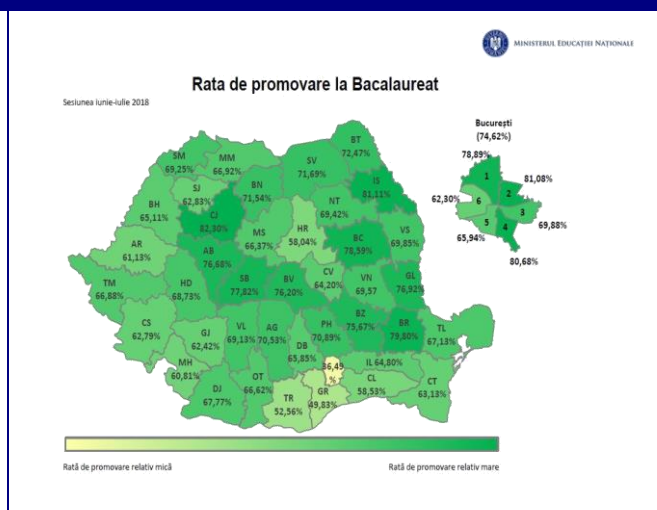 MINISTERUL EDUCAȚIEI NAȚIONALE
Rata de promovare la Bacalaureat
Sesiunea iunie-iulie 2018
București
(74,62%)
78,89%
1
81,08%
2
62,30%
6
3
69,88%
5
4
65,94%
80,68%
BT
72,47%
SM
69,25%
MM
66,92%
SV
71,69%
SJ
62,83%
BN
71,54%
IS
81,11%
BH
65,11%
CJ
82,30%
NT
69,42%
MS
66,37%
HR
58,04%
BC
78,59%
VS
69,85%
AR
61,13%
AB
76,68%
TM
66,88%
HD
68,73%
SB
77,82%
BV
76,20%
CV
64,20%
VN
69,57
GL
76,92%
CS
62,79%
GJ
62,42%
VL
69,13%
AG
70,53%
PH
70,89%
BZ
75,67%
BR
79,80%
TL
67,13%
DB
65,85%
MH
60,81%
36,49
%
IL 64,80%
DJ
67,77%
OT
66,62%
TR
52,56%
GR
49,83%
CL
58,53%
CT
63,13%
Rată de promovare relativ mică
Rată de promovare relativ mare